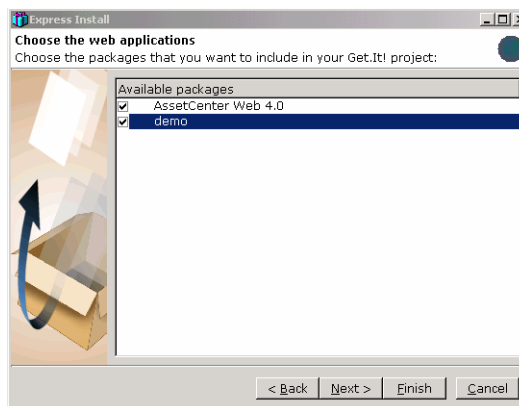 Express Install
Choose the web applications
Choose the packages that you want to include in your Get.It! project:
Available packages
AssetCenter Web 4.0
demo
< Back
Next >
Finish
Cancel